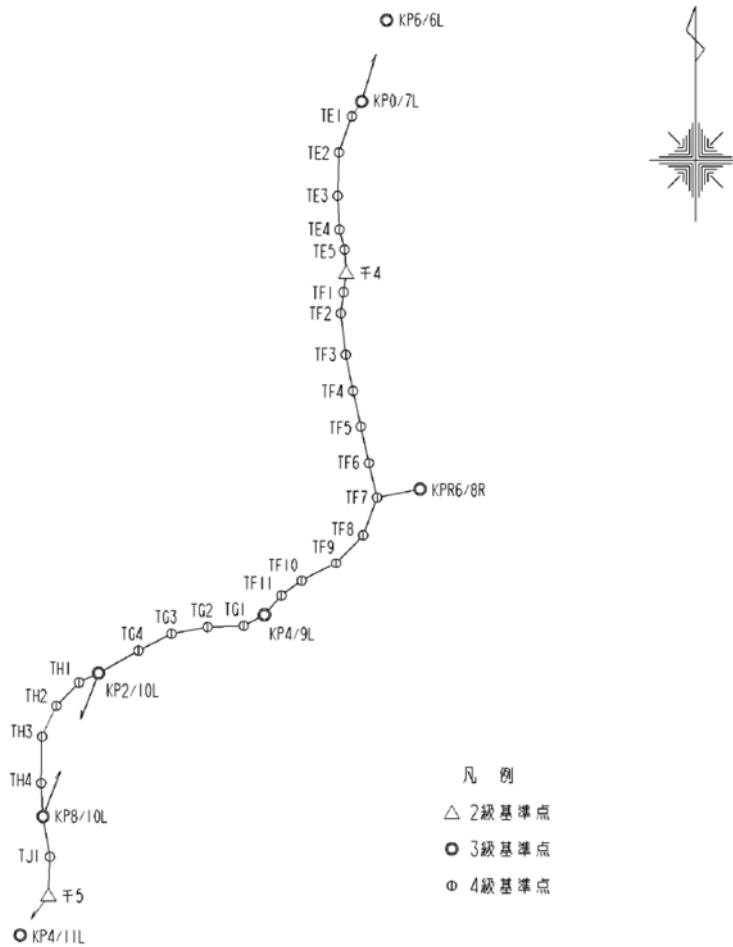 KP6/6L
KP0/7L
TE1
TE2
TE3
TE4
TE5
千4
TF1
TF2
TF3
TF4
TF5
TF6
KPR6/8R
TF7
TF8
TF9
TF10
TF11
TG1
TG2
TG3
KP4/9L
TG4
TH1
KP2/10L
TH2
TH3
凡 例
TH4
2級基準点
KP8/10L
3級基準点
TJ1
4級基準点
千5
KP4/11L